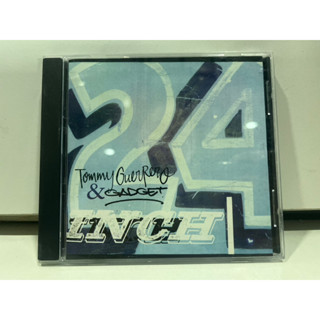 24
Tommy Guerrero
& GADGET
INCH